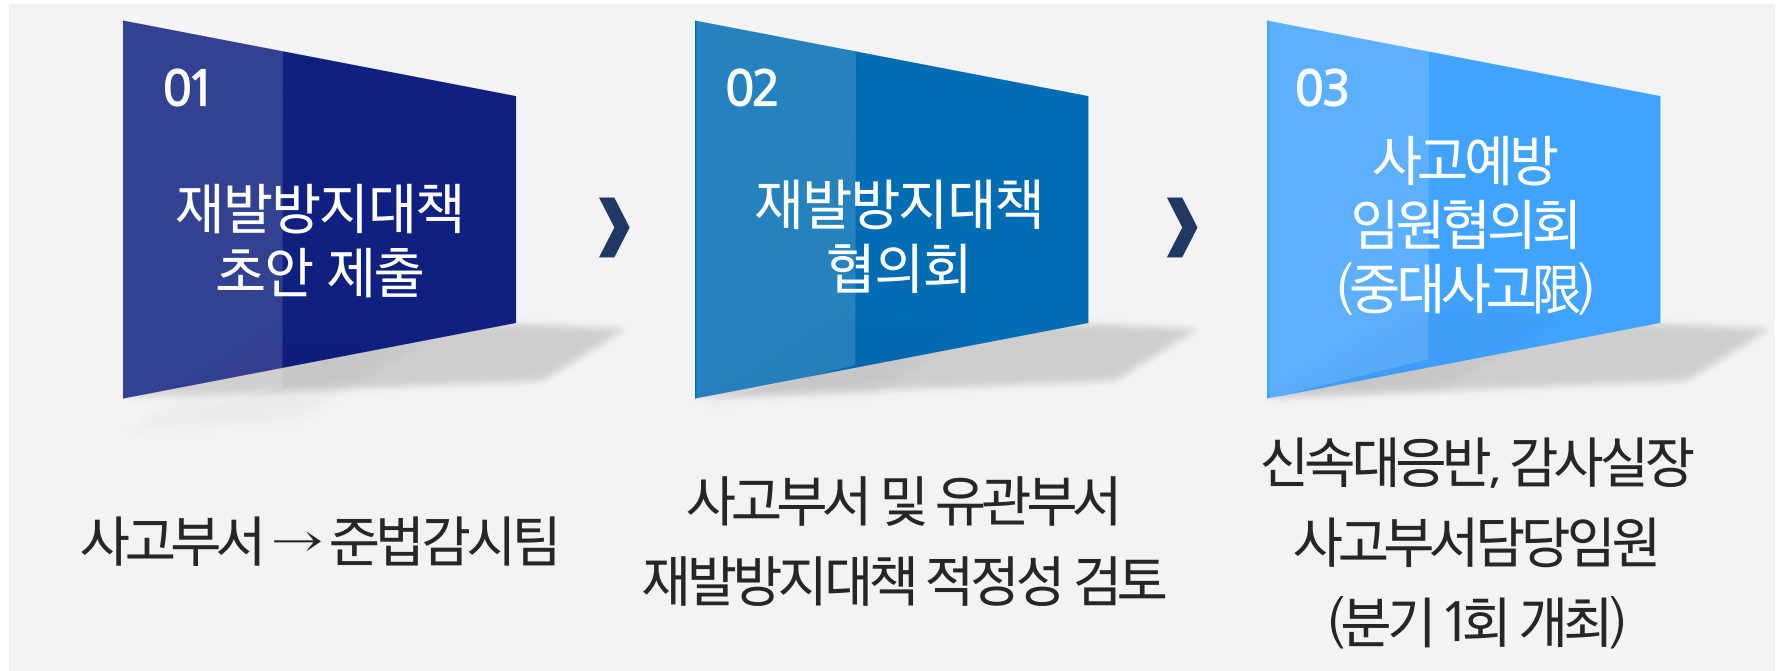 01
재발방지대책
초안 제출
사고부서 → 준법감시팀
02
재발방지대책
협의회
사고부서 및 유관부서
재발방지대책 적정성 검토
03
사고예방
임원협의회
(중대사고限)
신속대응반, 감사실장
사고부서담당임원
(분기 1회 개최)